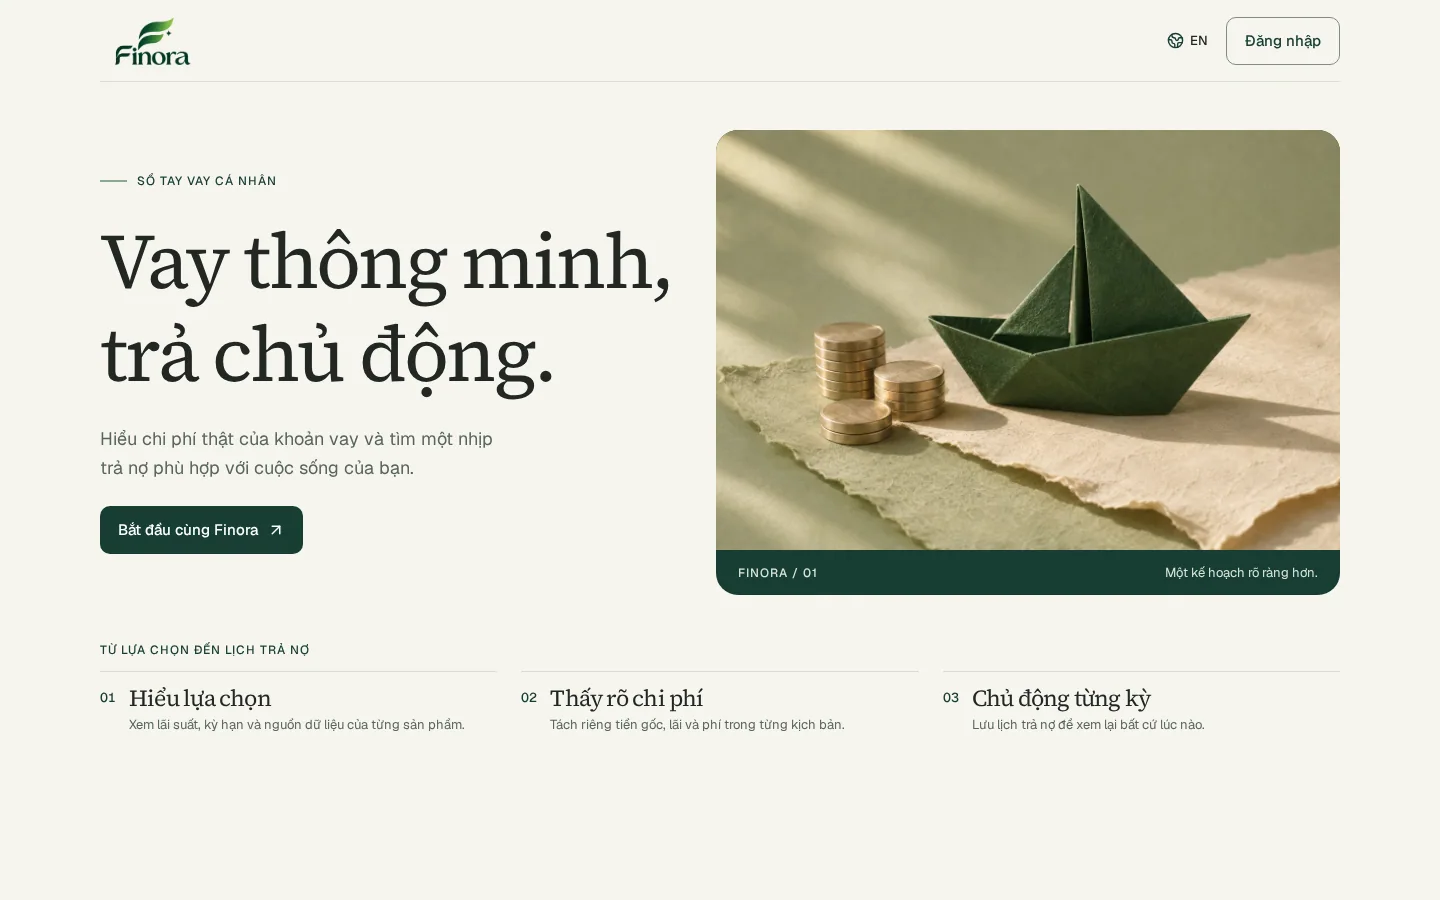 Finora
EN
Đăng nhập
SỔ TAY VAY CÁ NHÂN
Vay thông minh,
trả chủ động.
Hiểu chi phí thật của khoản vay và tìm một nhịp
trả nợ phù hợp với cuộc sống của bạn.
Bắt đầu cùng Finora
FINORA / 01
Một kế hoạch rõ ràng hơn.
TỪ LỰA CHỌN ĐẾN LỊCH TRẢ NỢ
01 Hiểu lựa chọn
Xem lãi suất, kỳ hạn và nguồn dữ liệu của từng sản phẩm.
02 Thấy rõ chi phí
Tách riêng tiền gốc, lãi và phí trong từng kịch bản.
03 Chủ động từng kỳ
Lưu lịch trả nợ để xem lại bất cứ lúc nào.